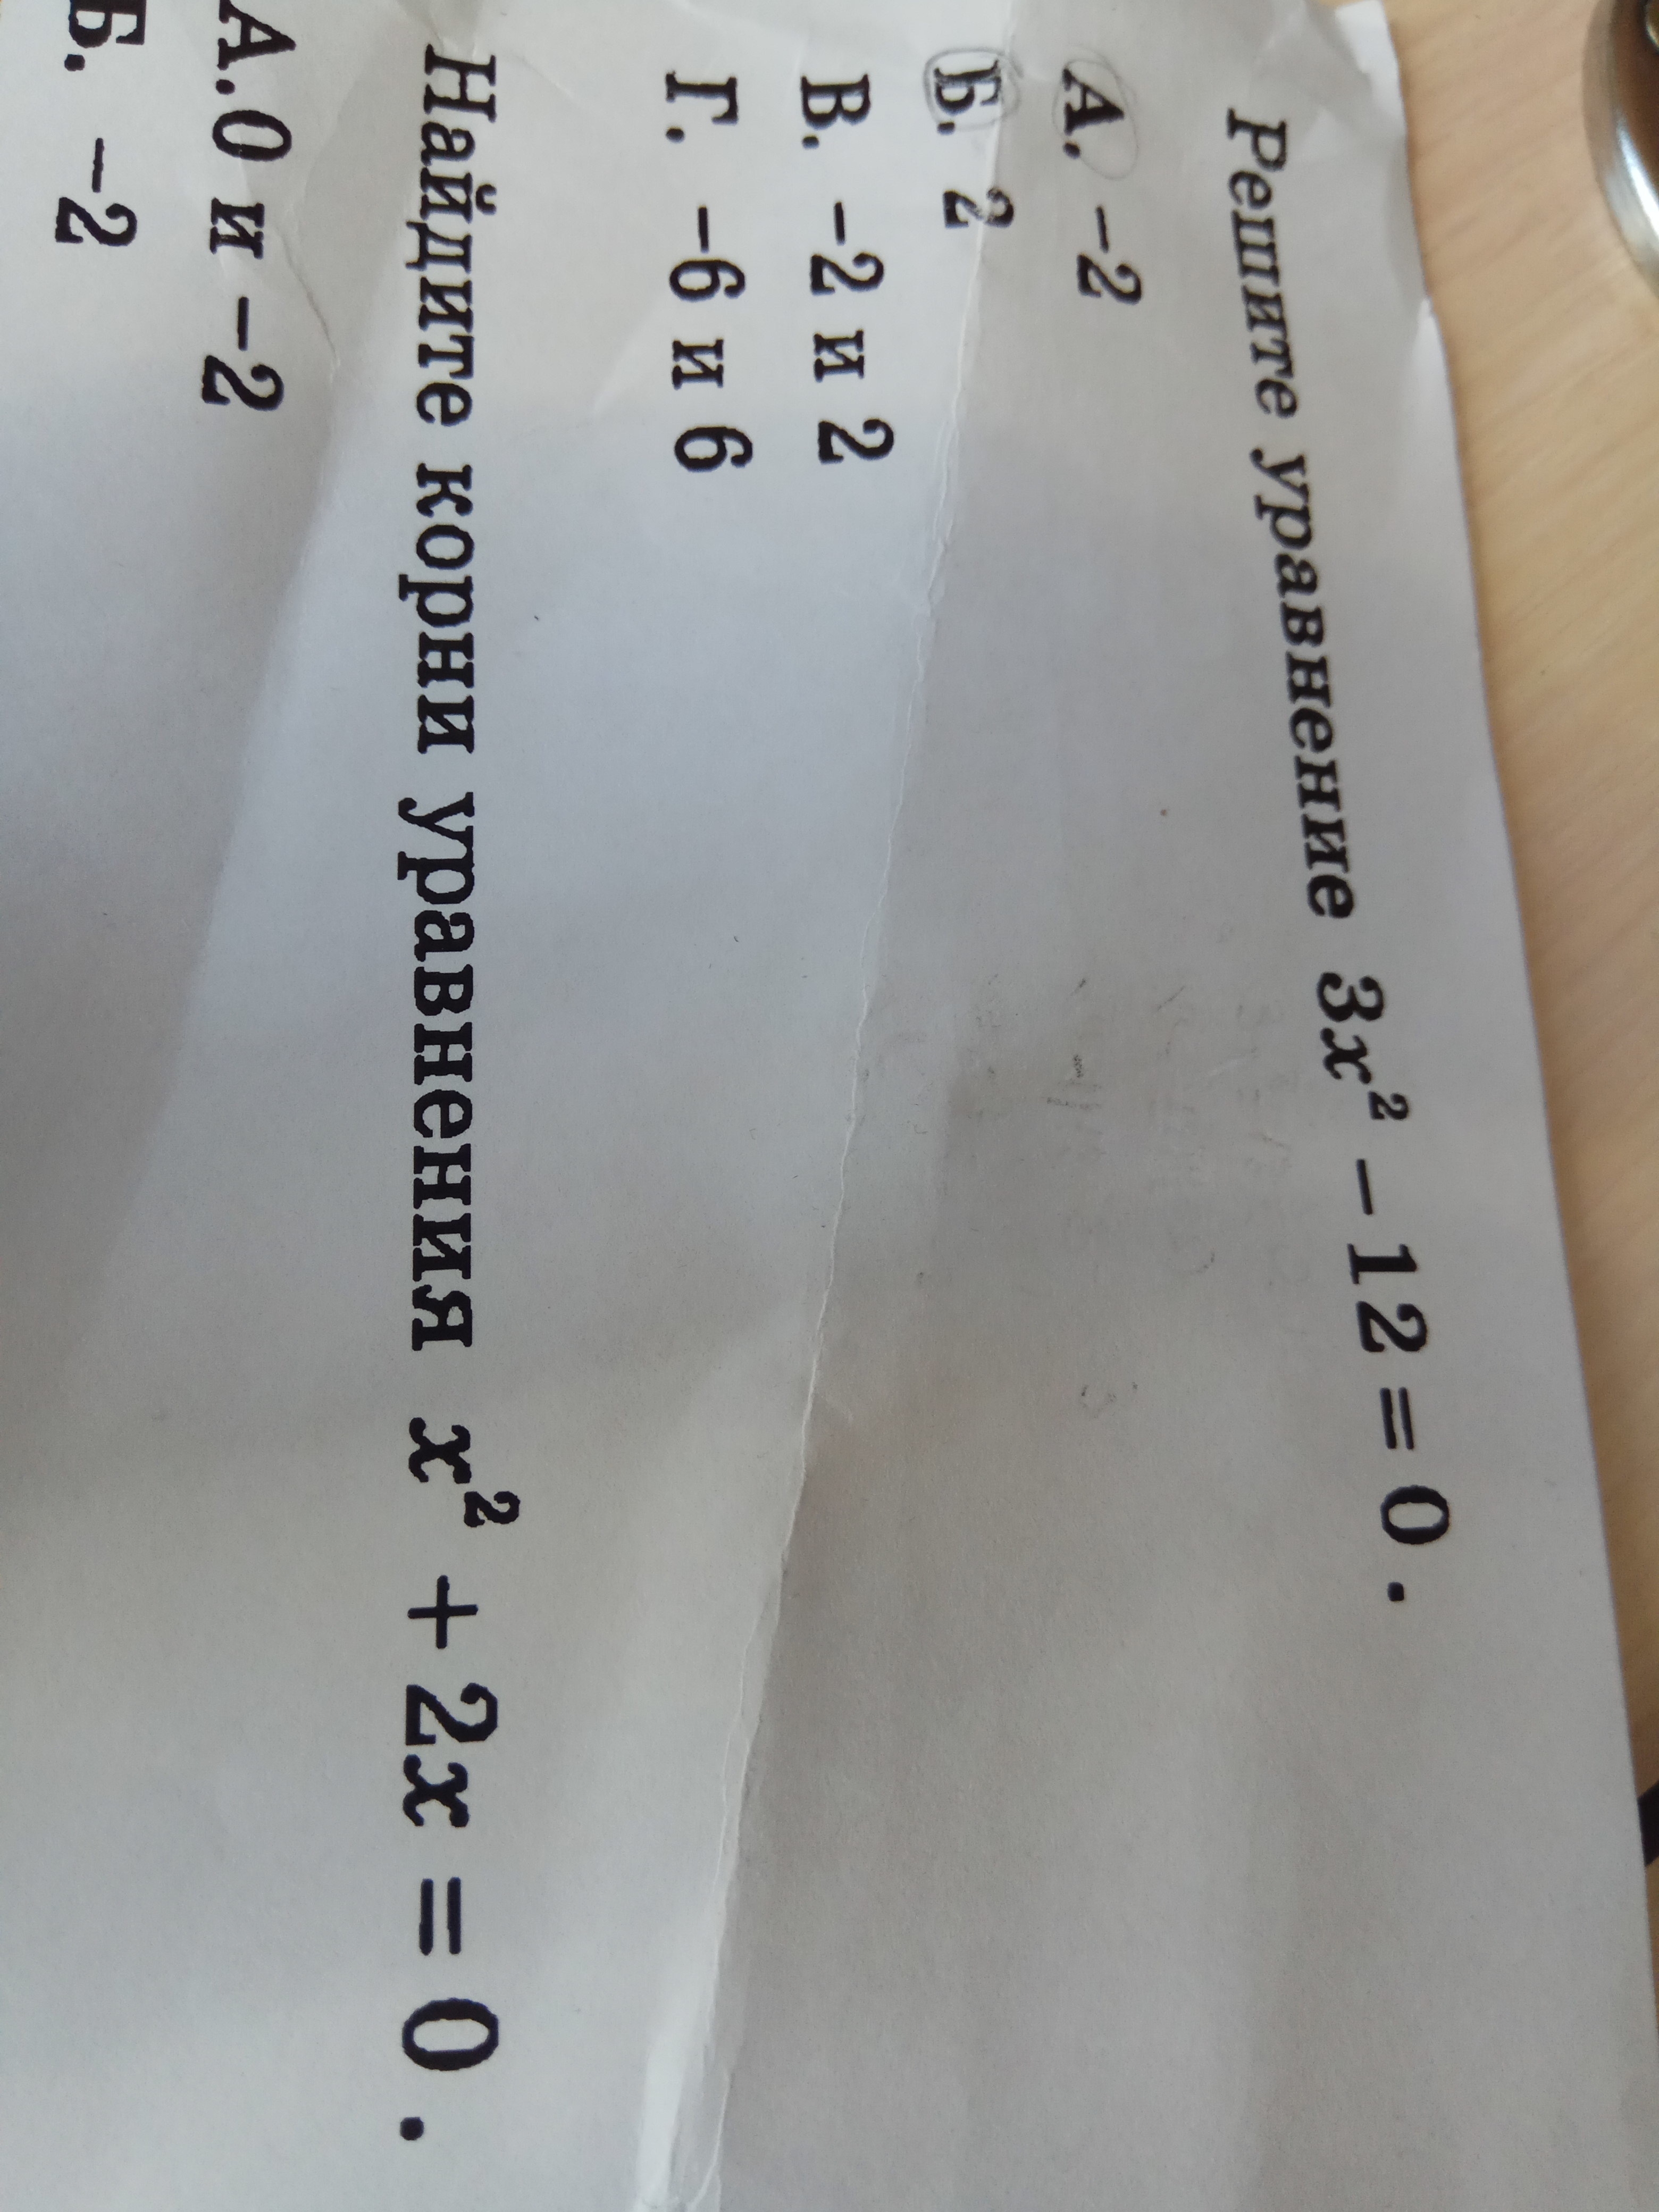 Решите уравнение 3x² − 12 = 0 .
А. −2
Б. 2
В. −2 и 2
Г. −6 и 6
Найдите корни уравнения x² + 2x = 0 .
А. 0 и −2
Б. −2